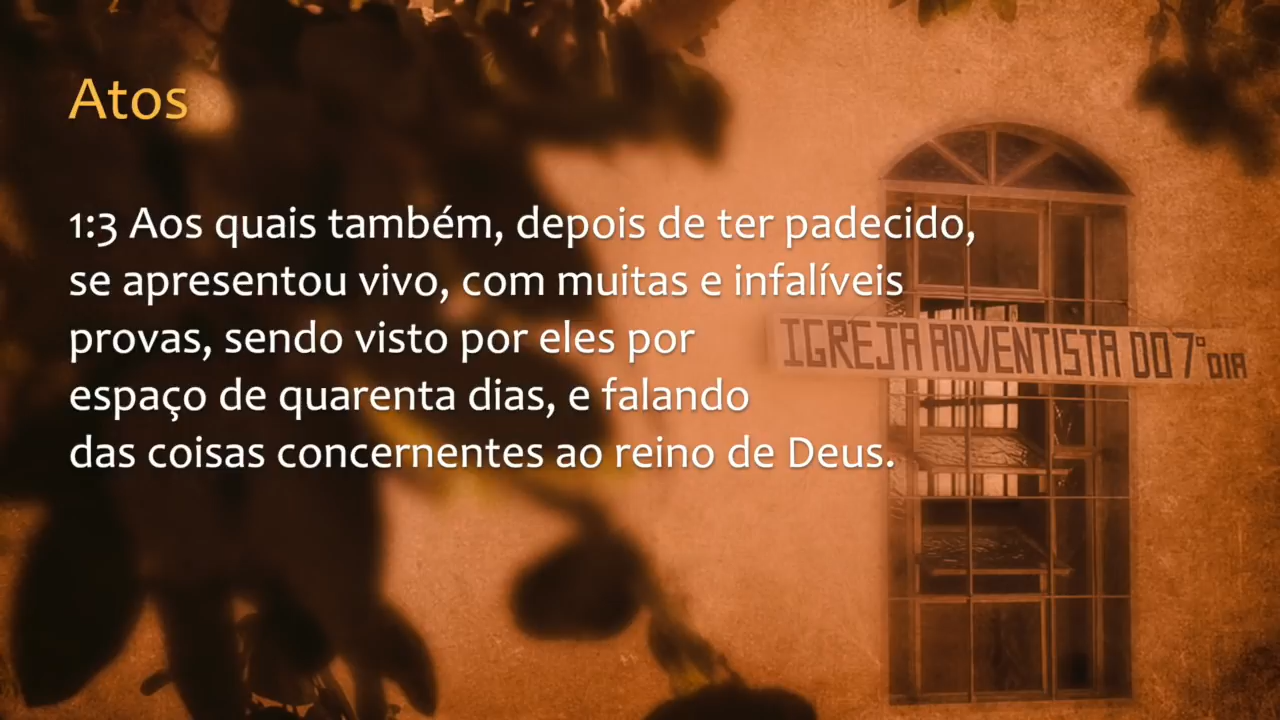 Atos
1:3 Aos quais também, depois de ter padecido,
se apresentou vivo, com muitas e infalíveis
provas, sendo visto por eles por
espaço de quarenta dias, e falando
das coisas concernentes ao reino de Deus.
IGREJA ADVENTISTA DO 7° DIA